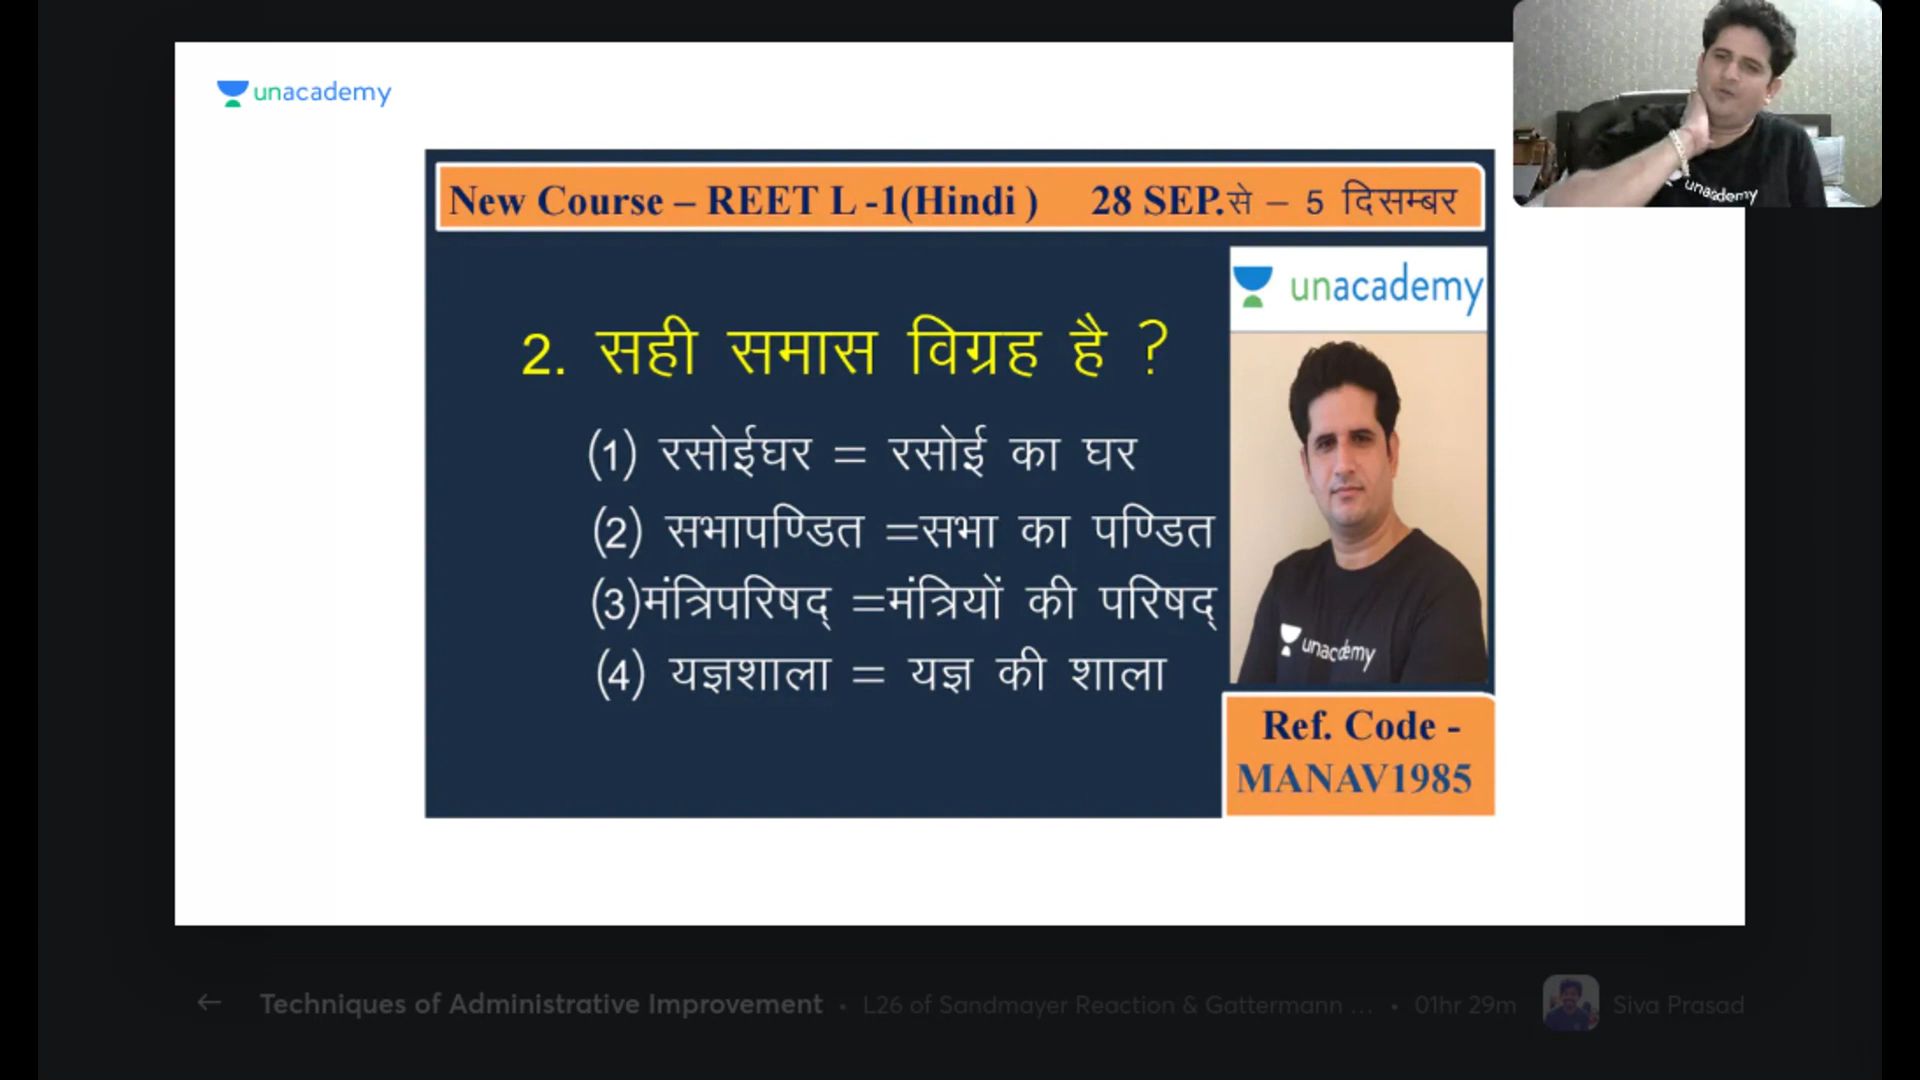 unacademy
New Course – REET L -1(Hindi ) 28 SEP.से – 5 दिसम्बर
unacademy
2. सही समास विग्रह है ?
(1) रसोईघर = रसोई का घर
(2) सभापण्डित =सभा का पण्डित
(3)मंत्रिपरिषद् =मंत्रियों की परिषद्
(4) यज्ञशाला = यज्ञ की शाला
unacademy
Ref. Code -
MANAV1985
unacademy
← Techniques of Administrative Improvement • L26 of Sandmayer Reaction & Gattermann ... • 01hr 29m Siva Prasad